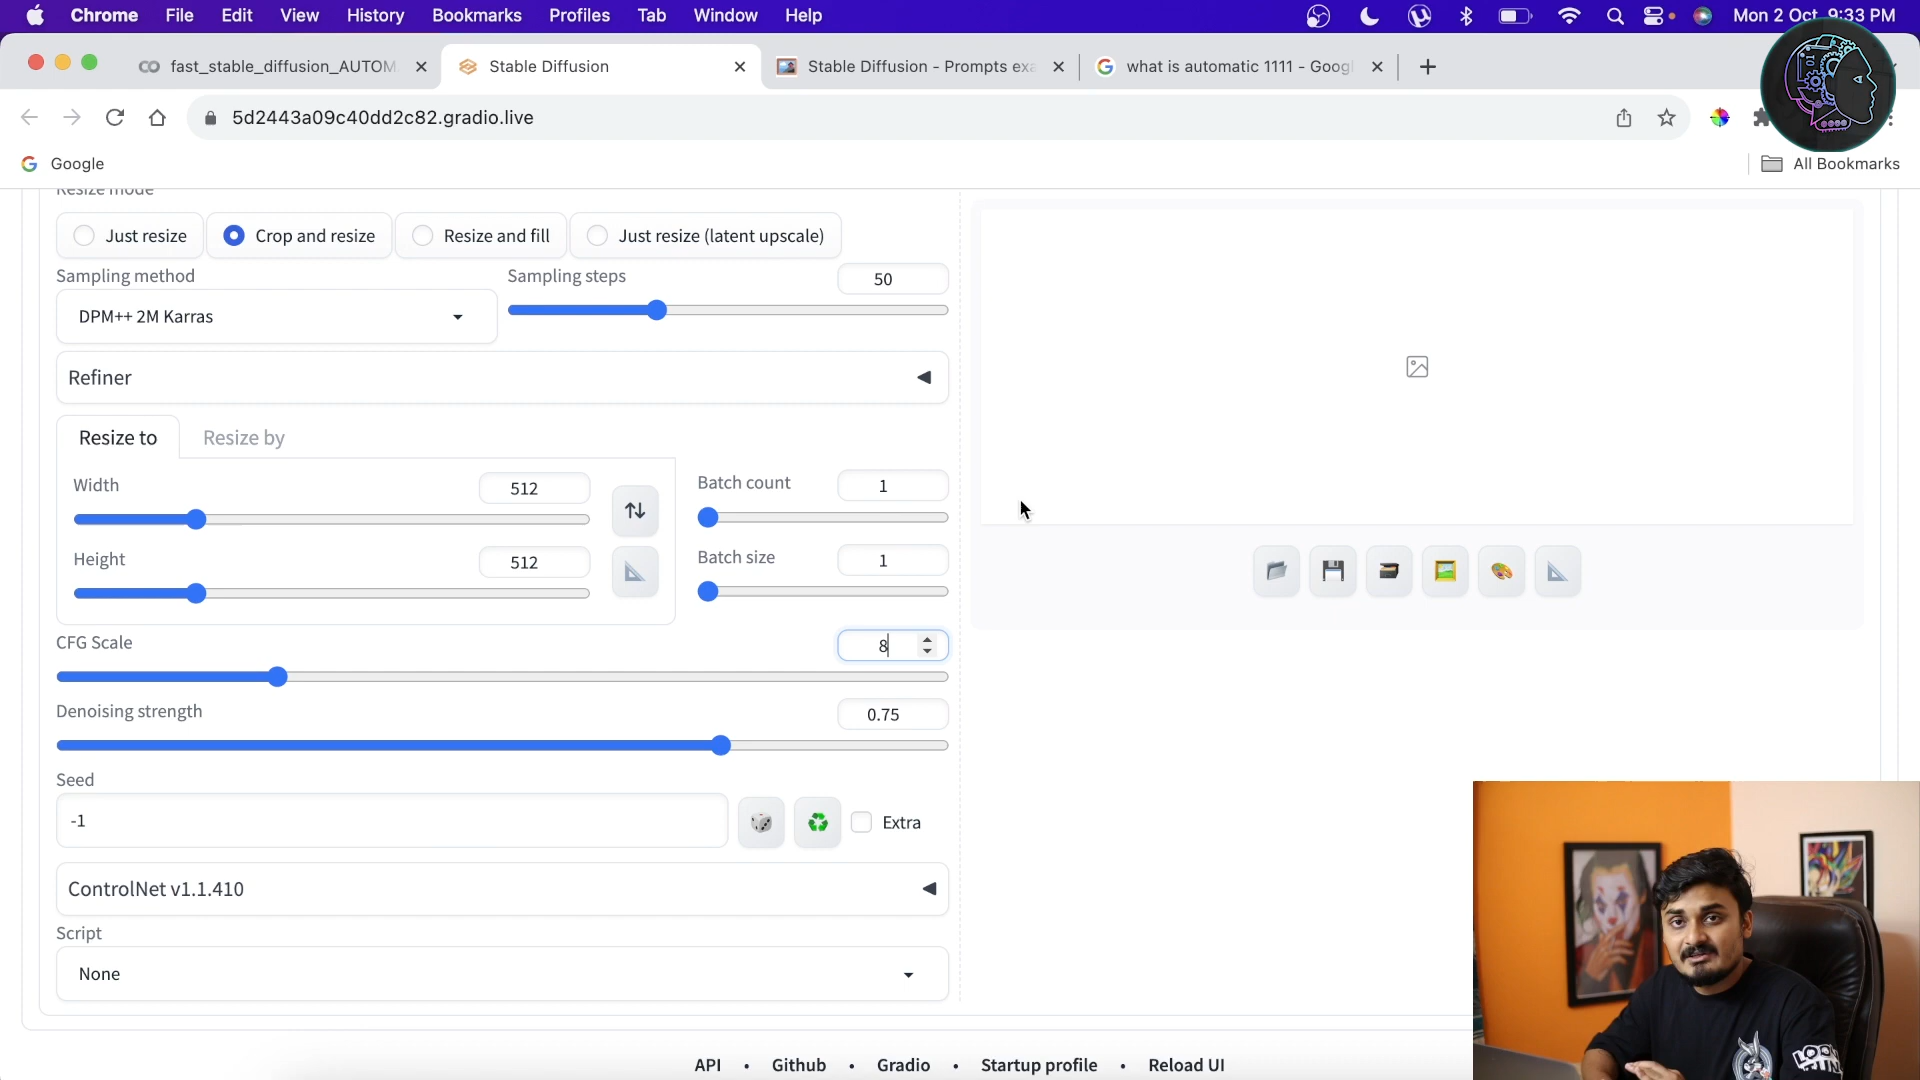 Chrome File Edit View History Bookmarks Profiles Tab Window Help Mon 2 Oct 9:33 PM
fast_stable_diffusion_AUTOM Stable Diffusion Stable Diffusion - Prompts exa what is automatic 1111 - Googl
5d2443a09c40dd2c82.gradio.live
Google All Bookmarks
Resize mode
Just resize Crop and resize Resize and fill Just resize (latent upscale)
Sampling method Sampling steps 50
DPM++ 2M Karras
Refiner
Resize to Resize by
Width 512 Batch count 1
Height 512 Batch size 1
CFG Scale 8
Denoising strength 0.75
Seed
-1 Extra
ControlNet v1.1.410
Script
None
API • Github • Gradio • Startup profile • Reload UI